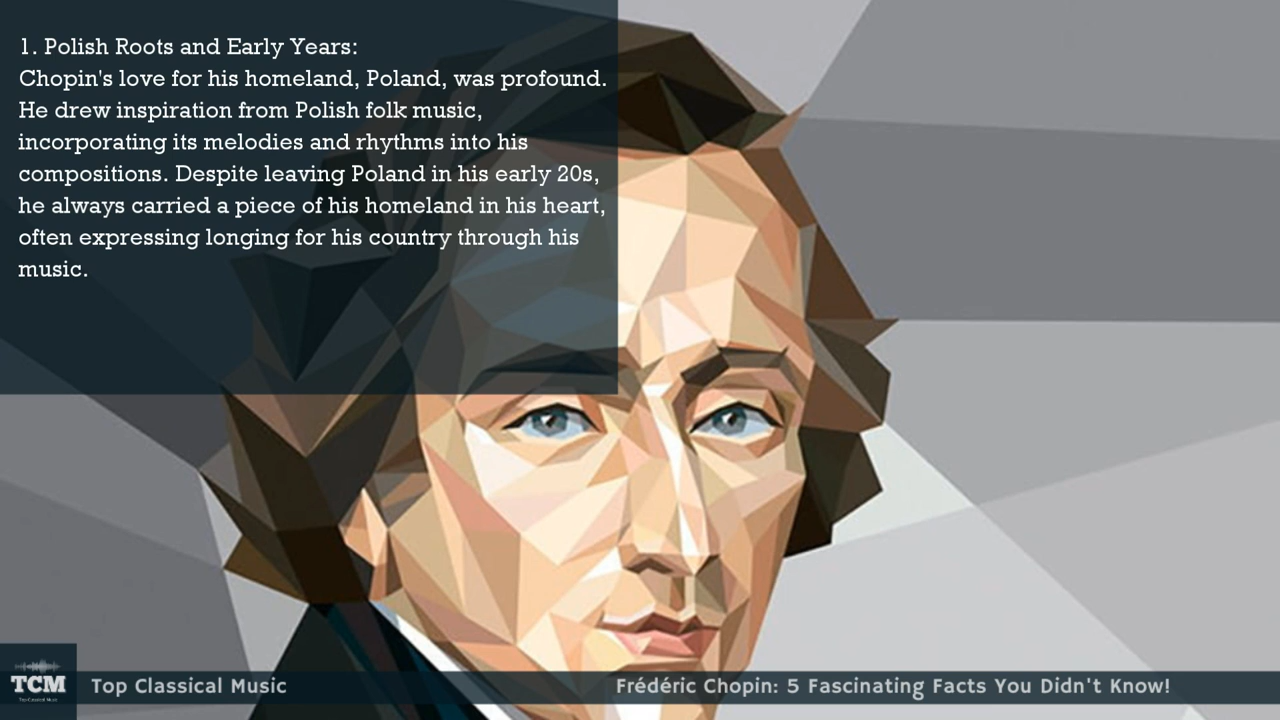 1. Polish Roots and Early Years:
Chopin's love for his homeland, Poland, was profound.
He drew inspiration from Polish folk music,
incorporating its melodies and rhythms into his
compositions. Despite leaving Poland in his early 20s,
he always carried a piece of his homeland in his heart,
often expressing longing for his country through his
music.
TCM
Top Classical Music
Top Classical Music
Frédéric Chopin: 5 Fascinating Facts You Didn't Know!